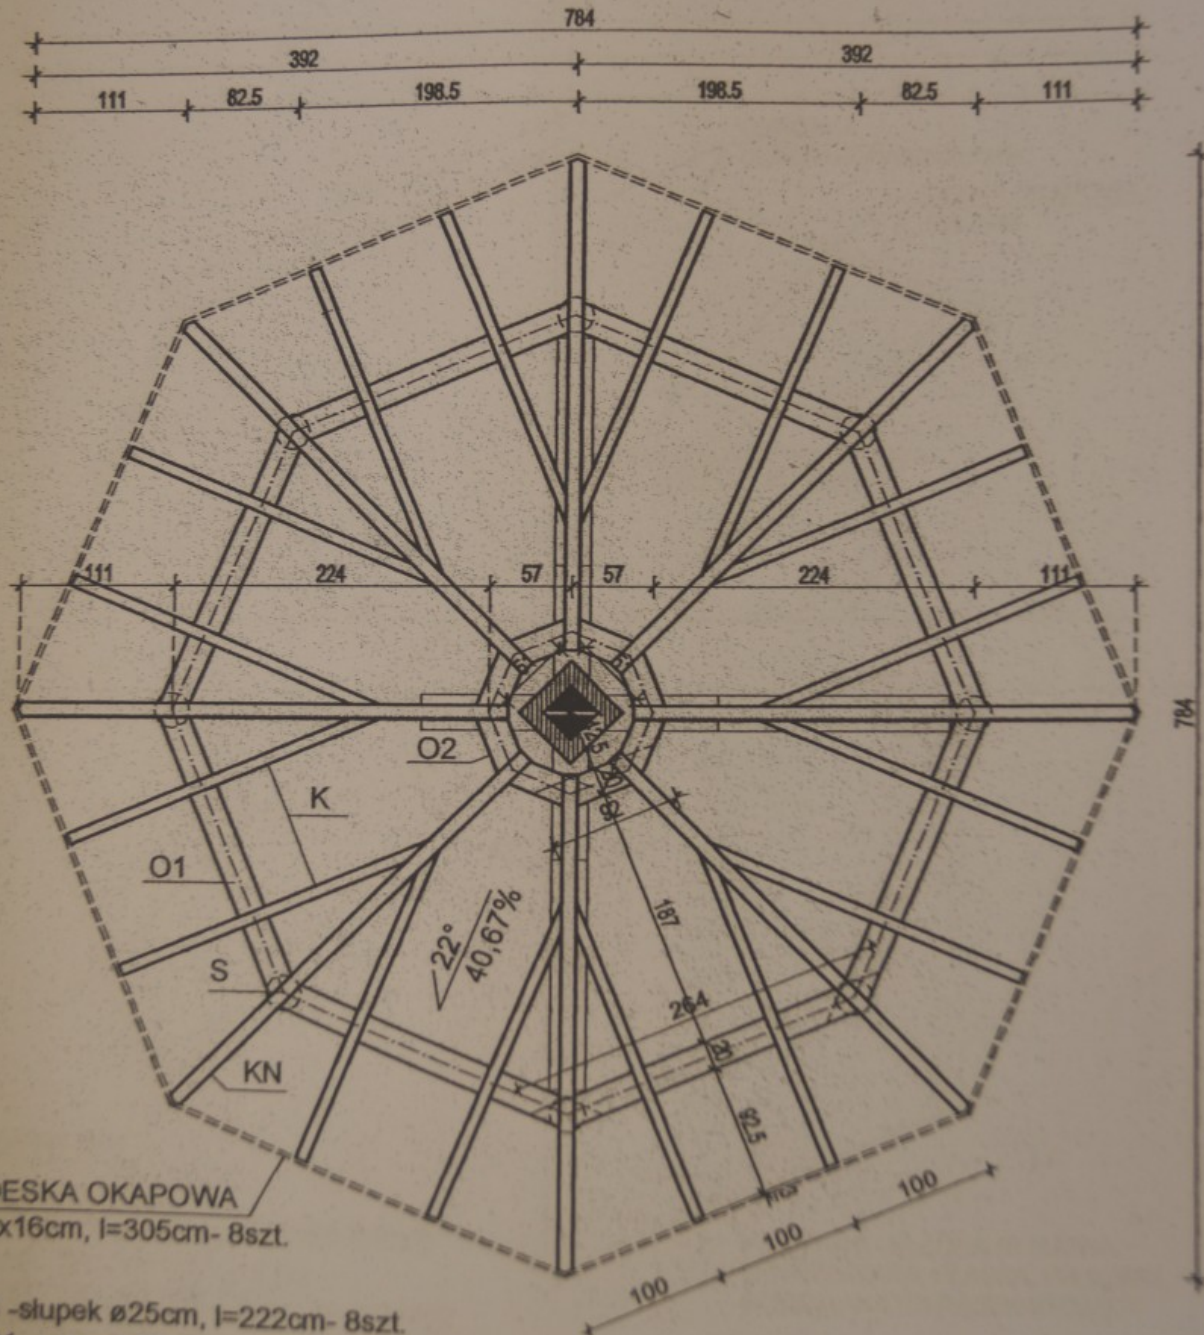 784
392 392
111 82.5 198.5 198.5 82.5 111
111 224 57 57 224 111
784
O2
K
O1
187
22°
40,67%
S
264
20
KN
92.5
ESKA OKAPOWA
x16cm, l=305cm- 8szt.
100
100
100
-słupek ø25cm, l=222cm- 8szt.